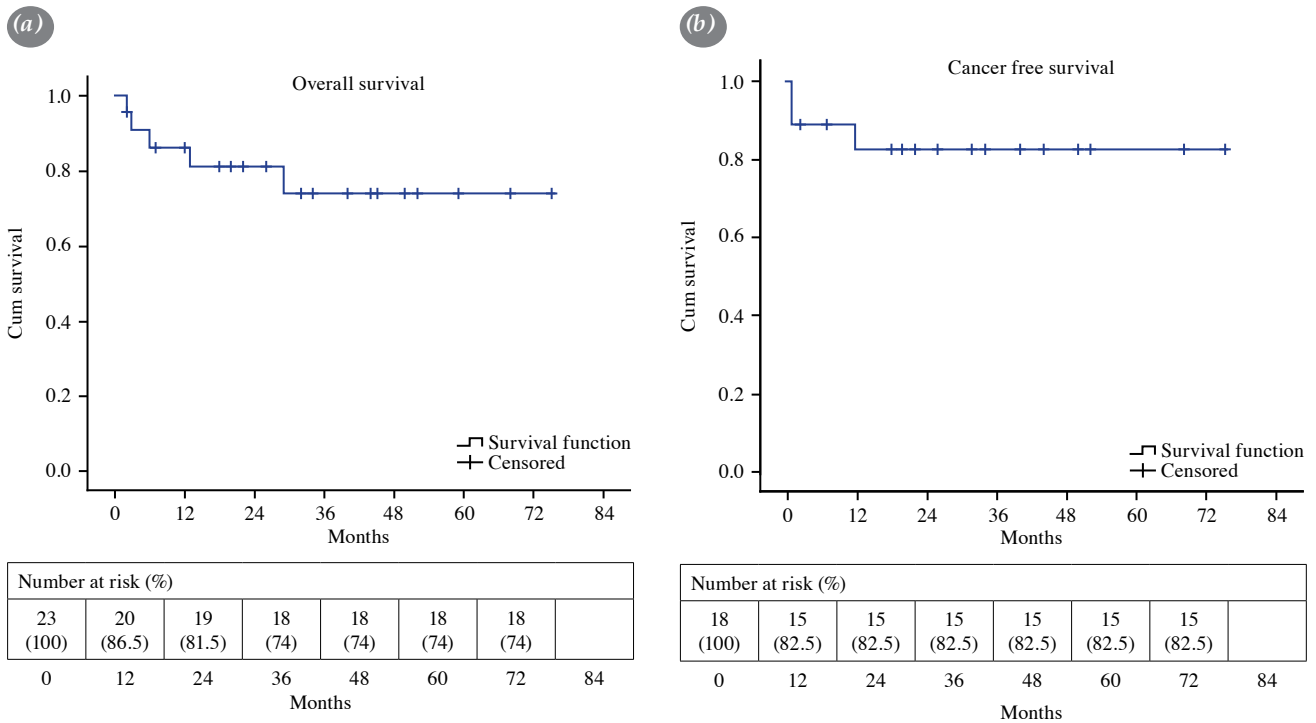 (a)
Overall survival
Cum survival
1.0
0.8
0.6
0.4
0.2
0.0
Survival function
Censored
0 12 24 36 48 60 72 84
Months
Number at risk (%)
23 20 19 18 18 18 18
(100) (86.5) (81.5) (74) (74) (74) (74)
0 12 24 36 48 60 72 84
Months
(b)
Cancer free survival
Cum survival
1.0
0.8
0.6
0.4
0.2
0.0
Survival function
Censored
0 12 24 36 48 60 72 84
Months
Number at risk (%)
18 15 15 15 15 15 15
(100) (82.5) (82.5) (82.5) (82.5) (82.5) (82.5)
0 12 24 36 48 60 72 84
Months